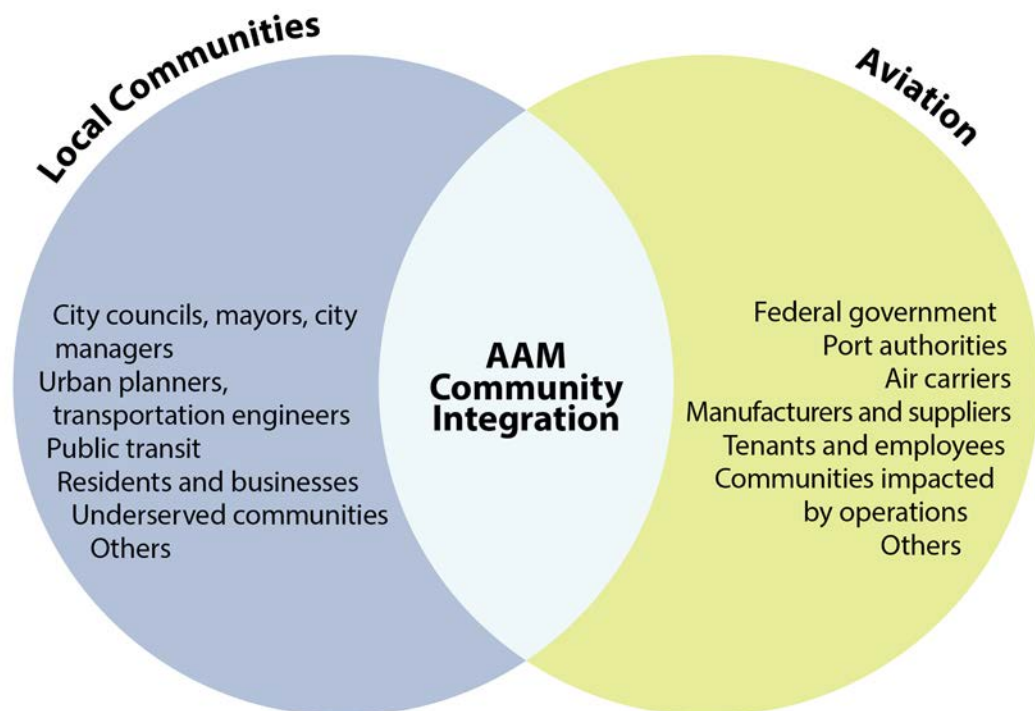 Local Communities
City councils, mayors, city
managers
Urban planners,
transportation engineers
Public transit
Residents and businesses
Underserved communities
Others
AAM
Community
Integration
Aviation
Federal government
Port authorities
Air carriers
Manufacturers and suppliers
Tenants and employees
Communities impacted
by operations
Others